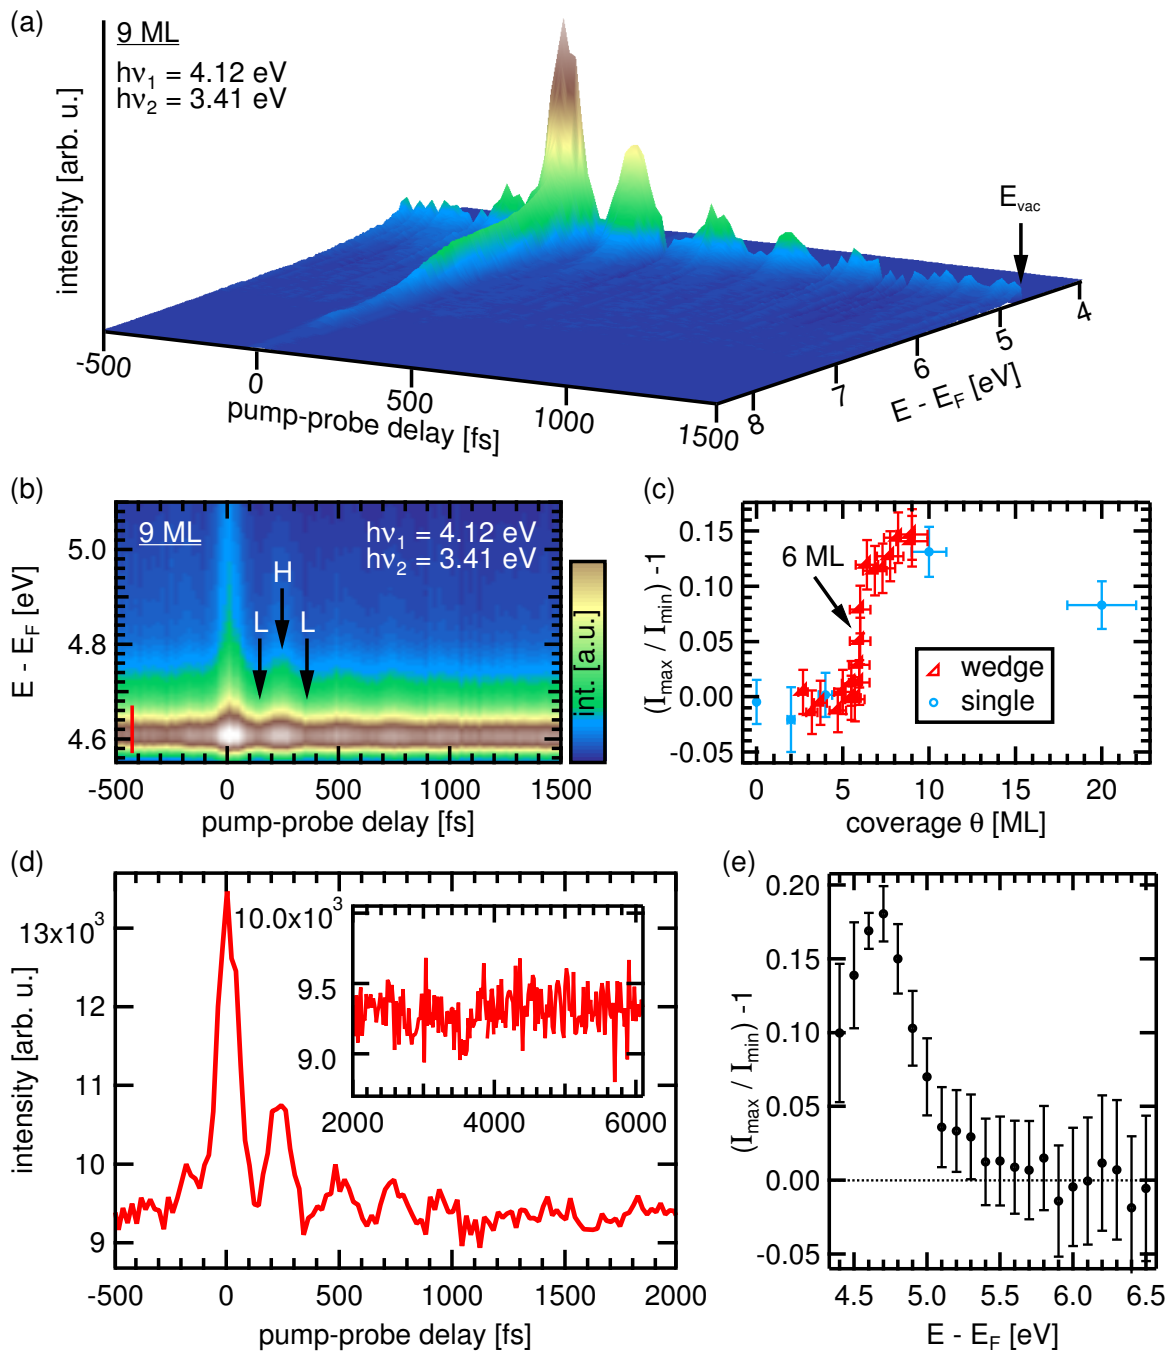 (a)
9 ML
hν1 = 4.12 eV
hν2 = 3.41 eV
intensity [arb. u.]
Evac
-500
0
500
1000
1500
pump-probe delay [fs]
4
5
6
7
8
E - EF [eV]
(b)
9 ML
hν1 = 4.12 eV
hν2 = 3.41 eV
H
L
L
5.0
4.8
4.6
E - EF [eV]
-500
0
500
1000
1500
pump-probe delay [fs]
int. [a.u.]
(c)
(Imax / Imin) -1
0.15
0.10
0.05
0.00
-0.05
6 ML
wedge
single
0
5
10
15
20
coverage θ [ML]
(d)
intensity [arb. u.]
13x10³
12
11
10
9
10.0x10³
9.5
9.0
2000
4000
6000
-500
0
500
1000
1500
2000
pump-probe delay [fs]
(e)
(Imax / Imin) -1
0.20
0.15
0.10
0.05
0.00
-0.05
4.5
5.0
5.5
6.0
6.5
E - EF [eV]